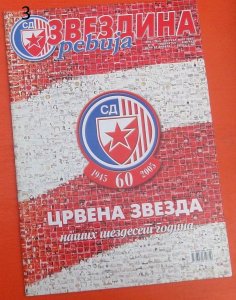 3
ЗВЕЗДИНА
ревија
СД
СД
1945 60 2005
ЦРВЕНА ЗВЕЗДА
наших шездесет година